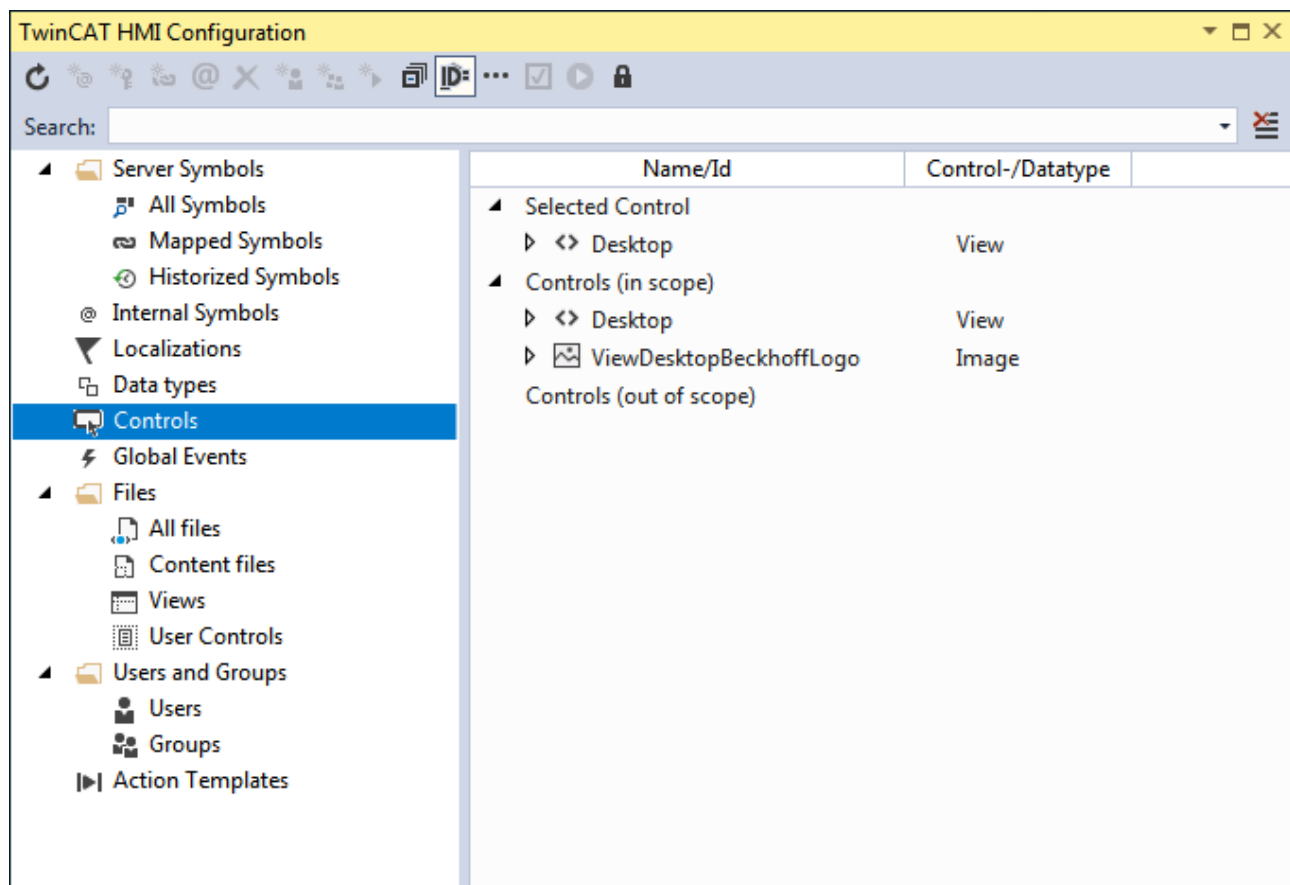 TwinCAT HMI Configuration
Search:
Server Symbols
All Symbols
Mapped Symbols
Historized Symbols
Internal Symbols
Localizations
Data types
Controls
Global Events
Files
All files
Content files
Views
User Controls
Users and Groups
Users
Groups
Action Templates
Name/Id Control-/Datatype
Selected Control
Desktop View
Controls (in scope)
Desktop View
ViewDesktopBeckhoffLogo Image
Controls (out of scope)